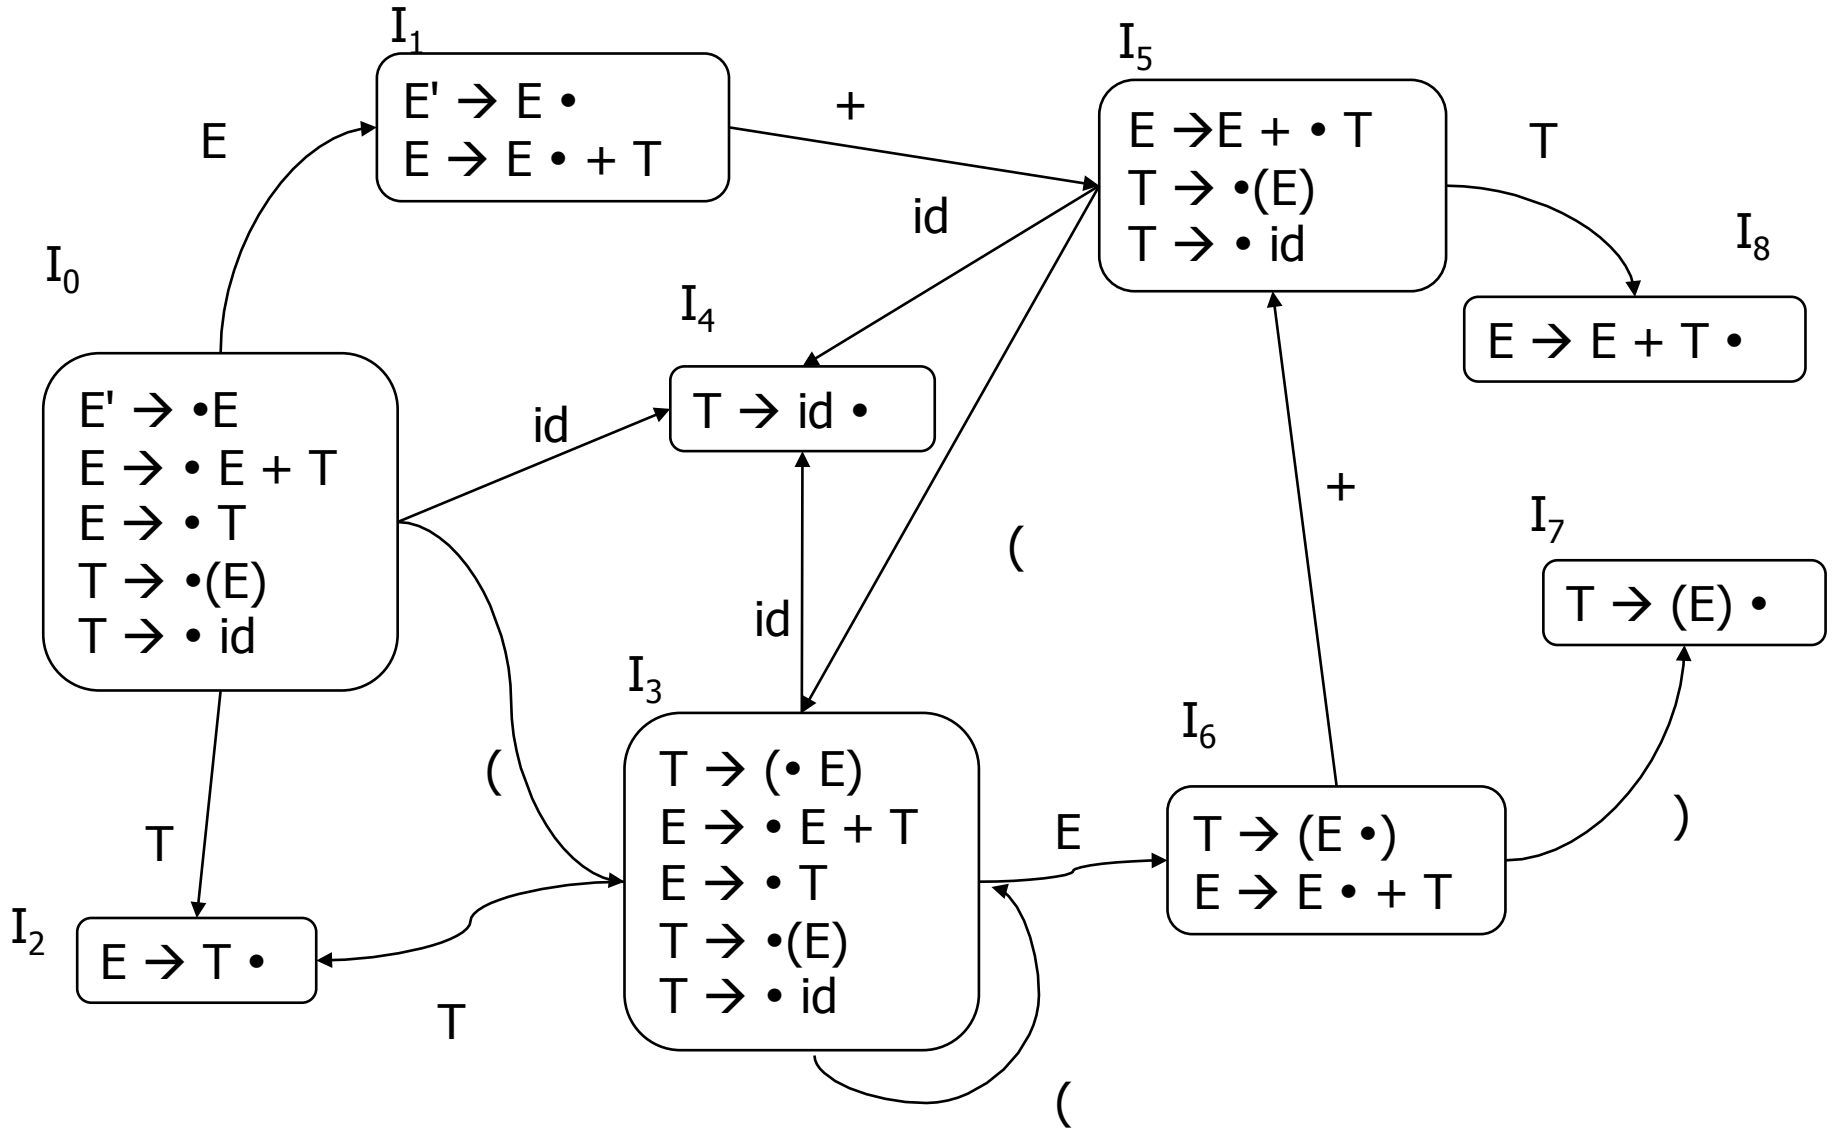 I₁
E' → E •
E → E • + T
E
+
I₅
E →E + • T
T → •(E)
T → • id
T
I₈
E → E + T •
I₀
E' → •E
E → • E + T
E → • T
T → •(E)
T → • id
id
I₄
T → id •
id
(
id
+
I₇
T → (E) •
T
I₂
E → T •
(
T
I₃
T → (• E)
E → • E + T
E → • T
T → •(E)
T → • id
E
(
I₆
T → (E •)
E → E • + T
)